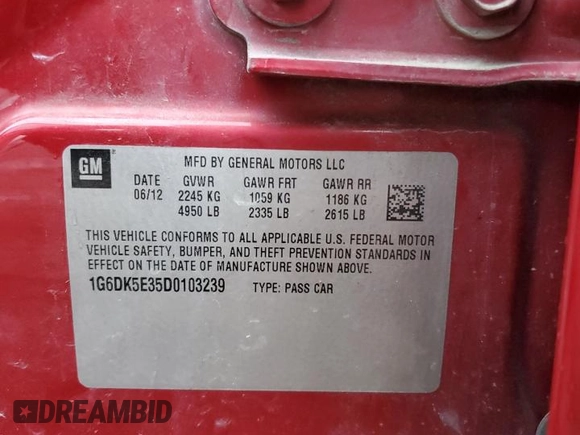 GM
MFD BY GENERAL MOTORS LLC
DATE GVWR GAWR FRT GAWR RR
06/12 2245 KG 1059 KG 1186 KG
4950 LB 2335 LB 2615 LB
THIS VEHICLE CONFORMS TO ALL APPLICABLE U.S. FEDERAL MOTOR
VEHICLE SAFETY, BUMPER, AND THEFT PREVENTION STANDARDS IN
EFFECT ON THE DATE OF MANUFACTURE SHOWN ABOVE.
1G6DK5E35D0103239 TYPE: PASS CAR
DREAMBID